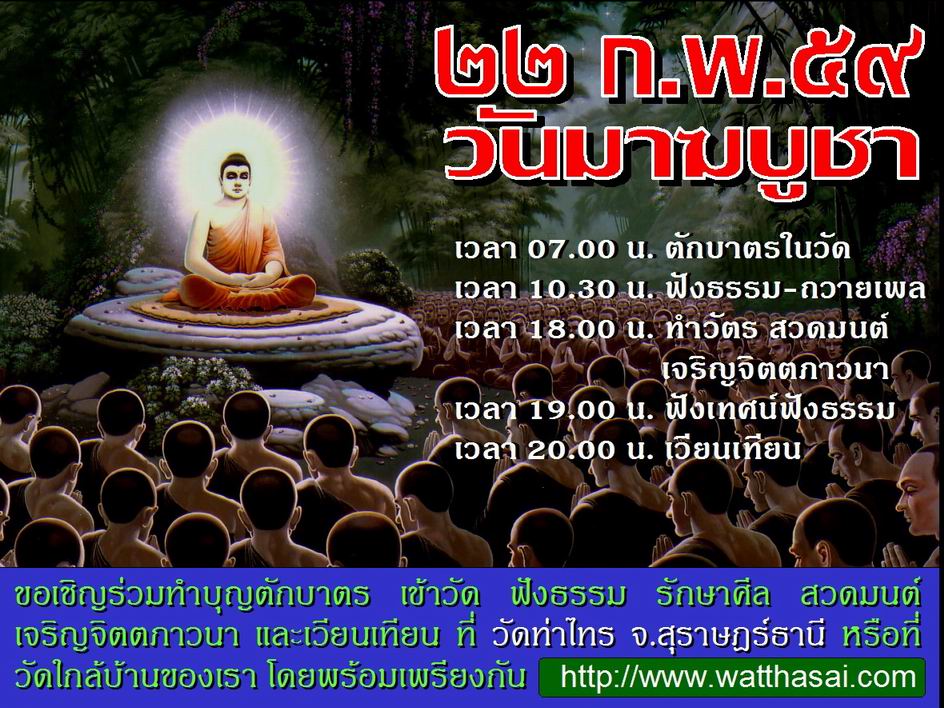 ๒๒ ก.พ.๕๙
วันมาฆบูชา
เวลา 07.00 น. ตักบาตรในวัด
เวลา 10.30 น. ฟังธรรม-ถวายเพล
เวลา 18.00 น. ทำวัตร สวดมนต์
เจริญจิตตภาวนา
เวลา 19.00 น. ฟังเทศน์ฟังธรรม
เวลา 20.00 น. เวียนเทียน
ขอเชิญร่วมทำบุญตักบาตร เข้าวัด ฟังธรรม รักษาศีล สวดมนต์
เจริญจิตตภาวนา และเวียนเทียน ที่ วัดท่าไทร จ.สุราษฎร์ธานี หรือที่
วัดใกล้บ้านของเรา โดยพร้อมเพรียงกัน http://www.watthasai.com